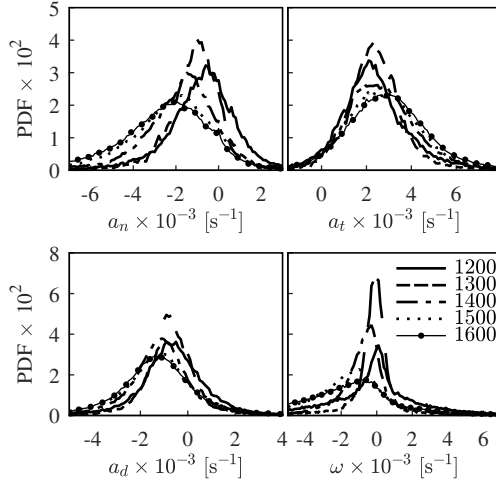 PDF × 10²
5
4
3
2
1
0
-6 -4 -2 0 2
0 2 4 6
aₙ × 10⁻³ [s⁻¹]
aₜ × 10⁻³ [s⁻¹]
PDF × 10²
8
6
4
2
0
1200
1300
1400
1500
1600
-4 -2 0 2 4
-4 -2 0 2 4 6
a_d × 10⁻³ [s⁻¹]
ω × 10⁻³ [s⁻¹]